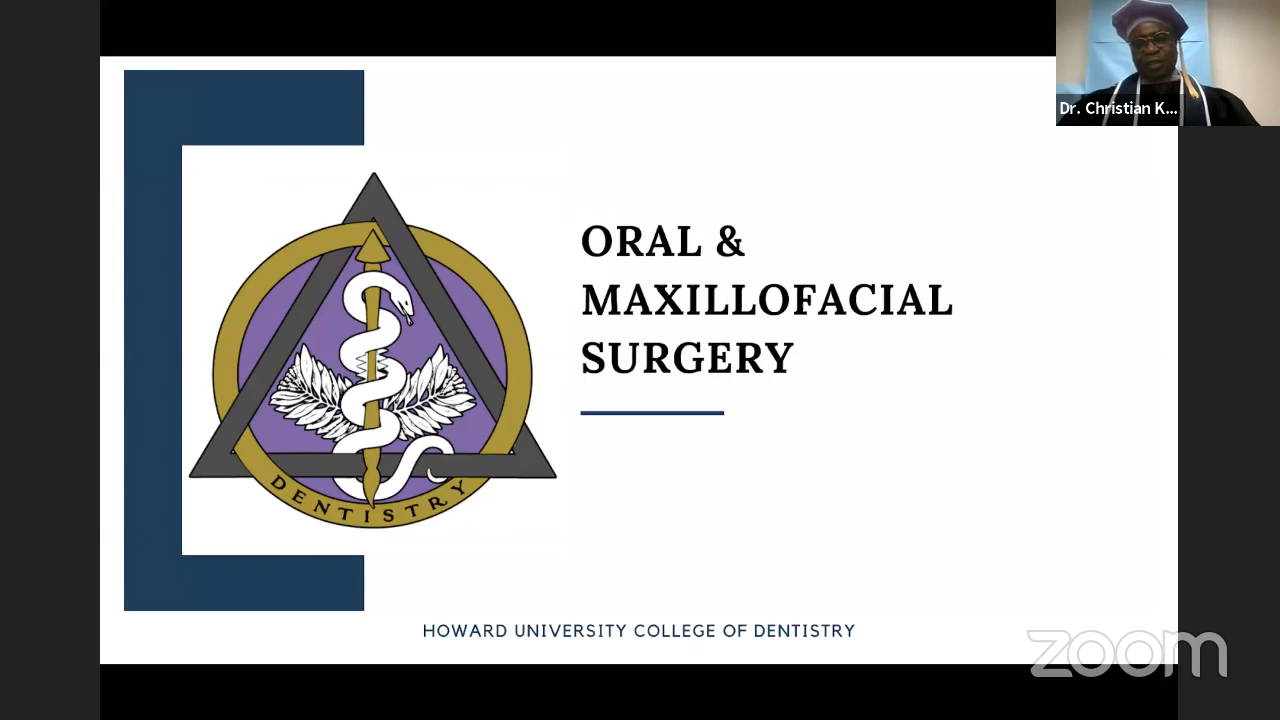 Dr. Christian K...
ORAL &
MAXILLOFACIAL
SURGERY
DENTISTRY
HOWARD UNIVERSITY COLLEGE OF DENTISTRY
zoom